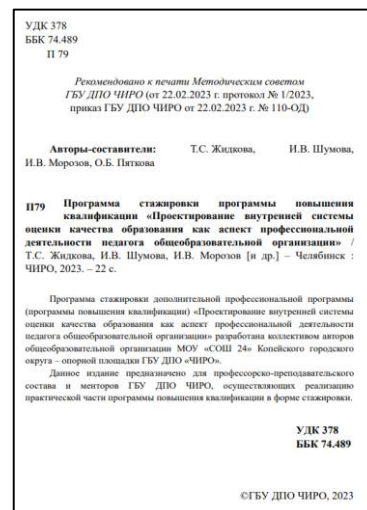 УДК 378
ББК 74.489
П 79
Рекомендовано к печати Методическим советом
ГБУ ДПО ЧИРО (от 22.02.2023 г. протокол № 1/2023,
приказ ГБУ ДПО ЧИРО от 22.02.2023 г. № 110-ОД)
Авторы-составители: Т.С. Жидкова, И.В. Шумова,
И.В. Морозов, О.Б. Пяткова
П79 Программа стажировки программы повышения
квалификации «Проектирование внутренней системы
оценки качества образования как аспект профессиональной
деятельности педагога общеобразовательной организации» /
Т.С. Жидкова, И.В. Шумова, И.В. Морозов [и др.] – Челябинск :
ЧИРО, 2023. – 22 с.
Программа стажировки дополнительной профессиональной программы
(программы повышения квалификации) «Проектирование внутренней системы
оценки качества образования как аспект профессиональной деятельности
педагога общеобразовательной организации» разработана коллективом авторов
общеобразовательной организации МОУ «СОШ 24» Копейского городского
округа – опорной площадки ГБУ ДПО «ЧИРО».
Данное издание предназначено для профессорско-преподавательского
состава и менторов ГБУ ДПО ЧИРО, осуществляющих реализацию
практической части программы повышения квалификации в форме стажировки.
УДК 378
ББК 74.489
©ГБУ ДПО ЧИРО, 2023